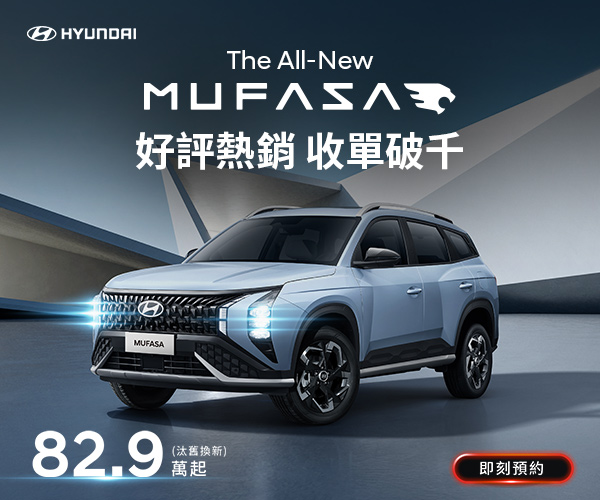 HYUNDAI
The All-New
MUFASA
好評熱銷 收單破千
MUFASA
82.9 (汰舊換新) 萬起
即刻預約